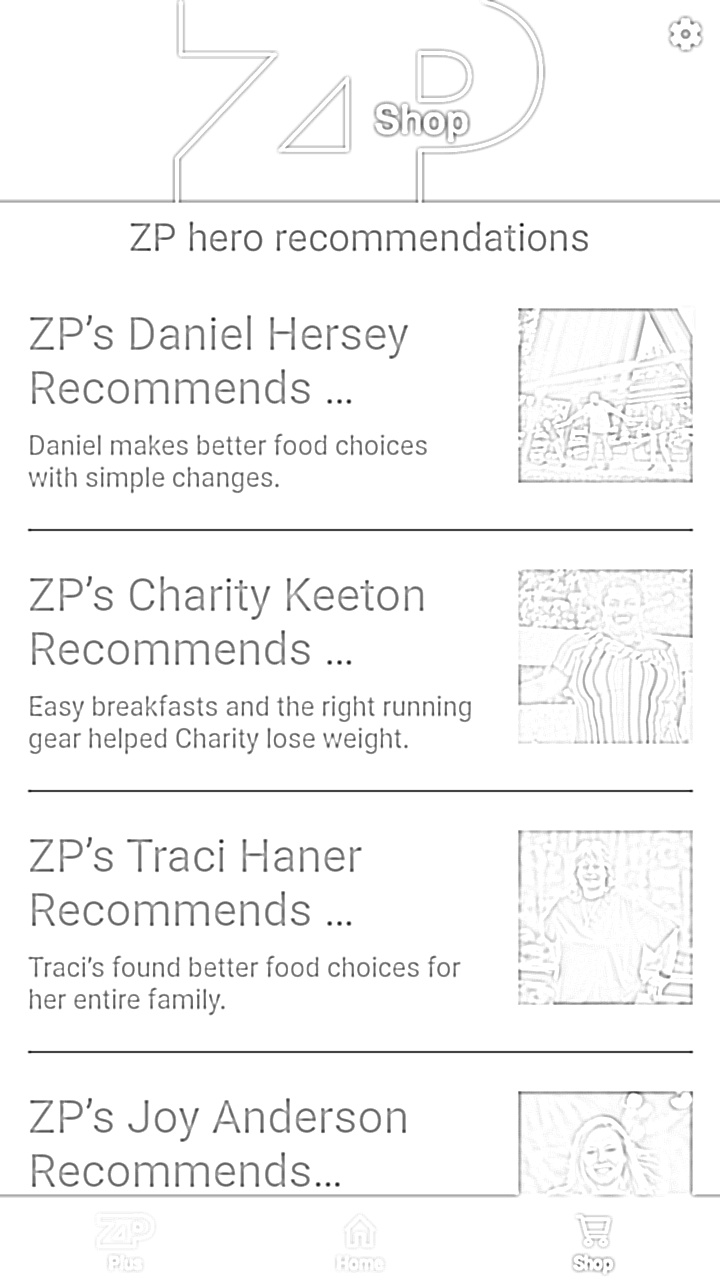 ZP
Shop
ZP hero recommendations
ZP's Daniel Hersey
Recommends ...
Daniel makes better food choices
with simple changes.
ZP's Charity Keeton
Recommends ...
Easy breakfasts and the right running
gear helped Charity lose weight.
ZP's Traci Haner
Recommends ...
Traci's found better food choices for
her entire family.
ZP's Joy Anderson
Recommends...
ZP
Plus Home Shop